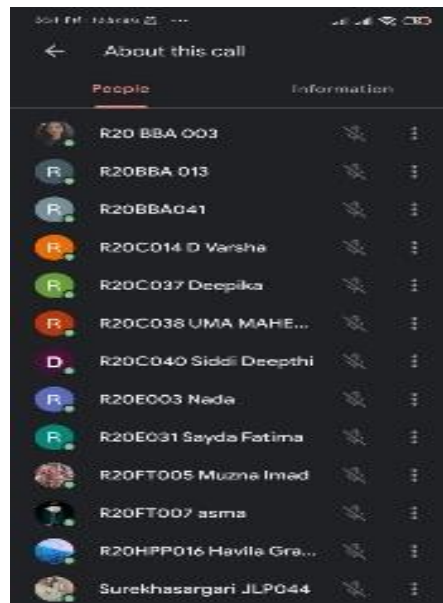 About this call
People Information
R20 BBA 003
R R20BBA 013
R R20BBA041
R R20C014 D Varsha
R R20C037 Deepika
R R20C038 UMA MAHE...
D R20C040 Siddi Deepthi
R R20E003 Nada
R R20E031 Sayda Fatima
R20FT005 Muzna Imad
R20FT007 asma
R20HPP016 Havila Gra...
Surekhasargari JLP044